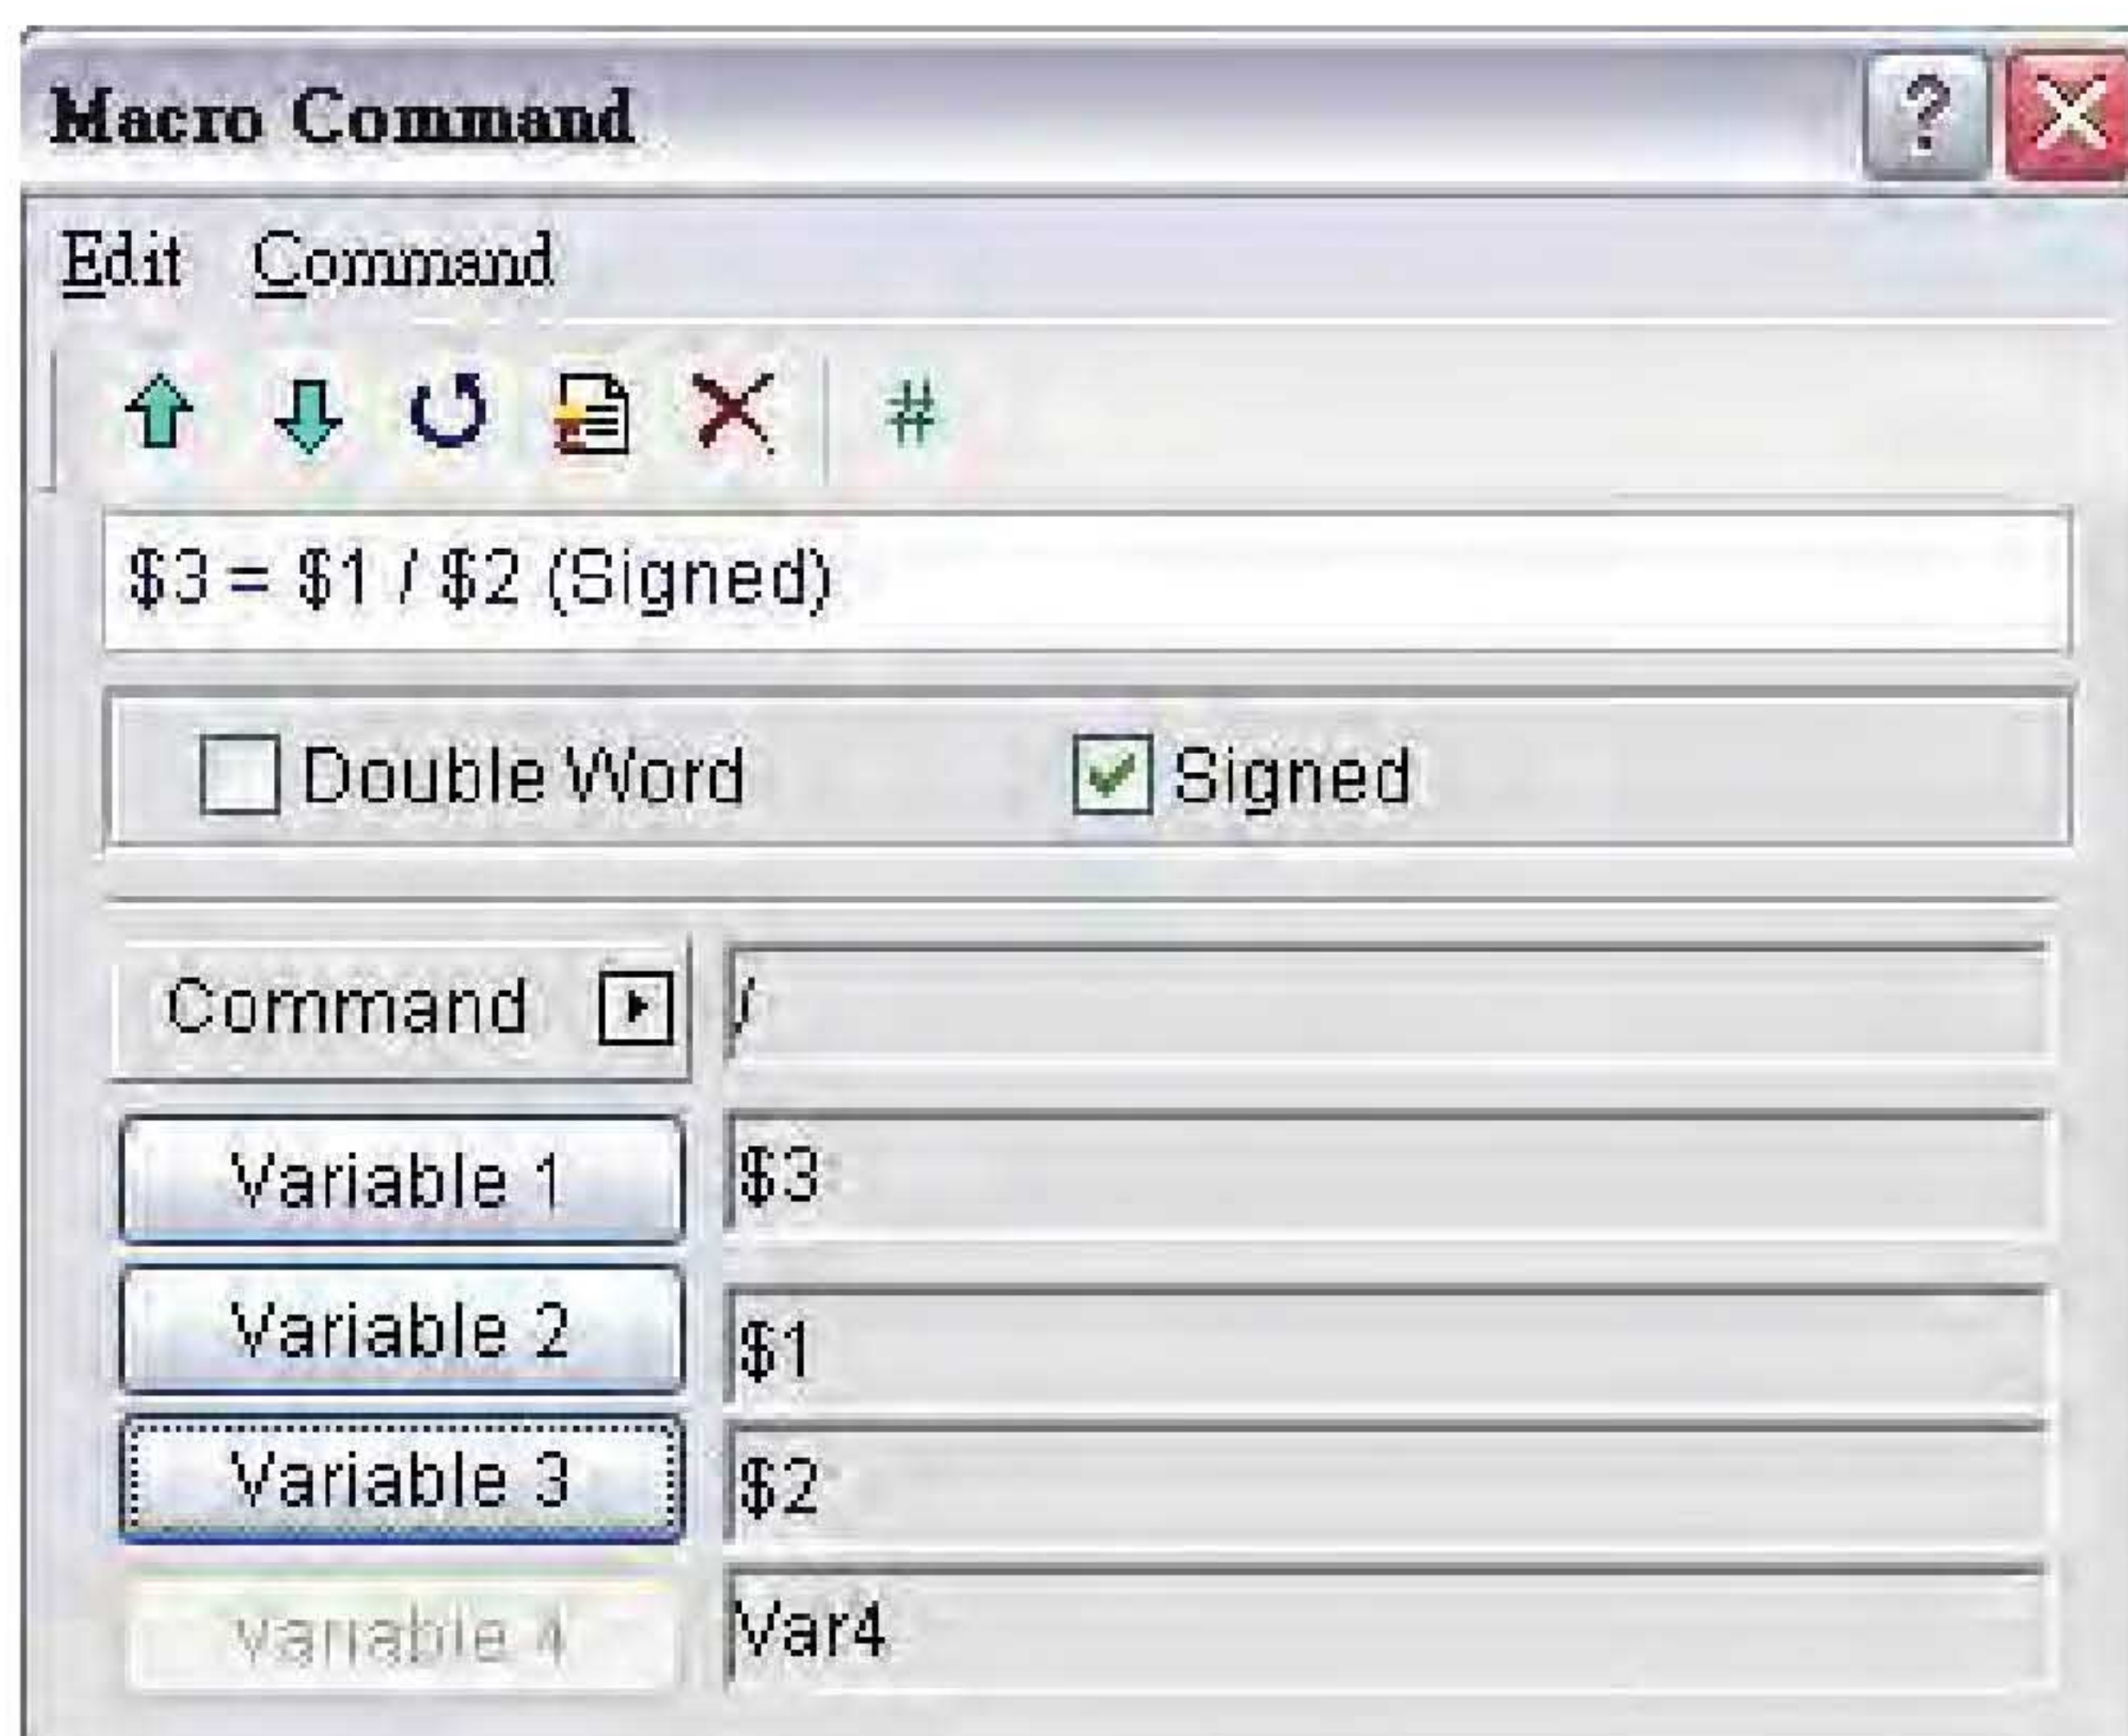 Macro Command
?
Edit Command
#
$3 = $1 / $2 (Signed)
Double Word Signed
Command /
Variable 1 $3
Variable 2 $1
Variable 3 $2
Variable 4 Var4